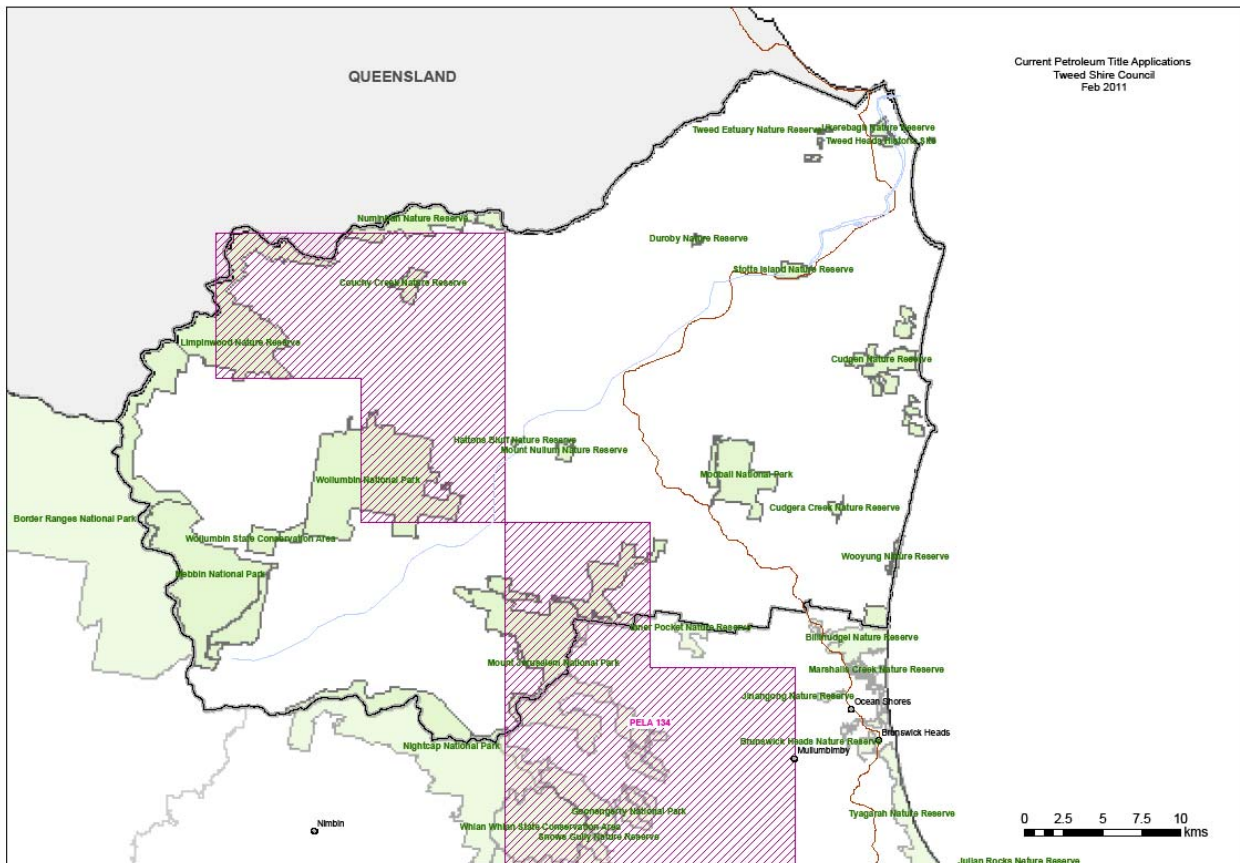 Current Petroleum Title Applications
Tweed Shire Council
Feb 2011
QUEENSLAND
Tweed Estuary Nature Reserve
Ukerebagh Nature Reserve
Tweed Heads Historic Site
Numinbah Nature Reserve
Duroby Nature Reserve
Stotts Island Nature Reserve
Couchy Creek Nature Reserve
Limpinwood Nature Reserve
Cudgen Nature Reserve
Hattons Bluff Nature Reserve
Mount Nullum Nature Reserve
Wollumbin National Park
Mooball National Park
Cudgera Creek Nature Reserve
Border Ranges National Park
Wollumbin State Conservation Area
Wooyung Nature Reserve
Mebbin National Park
Inner Pocket Nature Reserve
Billinudgel Nature Reserve
Mount Jerusalem National Park
Marshalls Creek Nature Reserve
Jinangong Nature Reserve
Ocean Shores
PELA 134
Nightcap National Park
Brunswick Heads Nature Reserve
Brunswick Heads
Mullumbimby
Goonengerry National Park
Tyagarah Nature Reserve
Whian Whian State Conservation Area
Nimbin
Snows Gully Nature Reserve
0 2.5 5 7.5 10
kms
Julian Rocks Nature Reserve